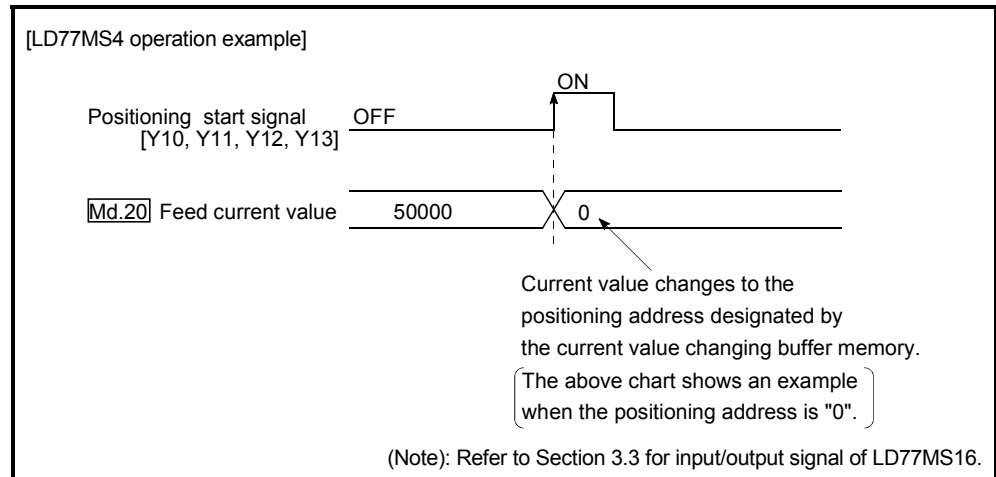 [LD77MS4 operation example]
ON
Positioning start signal OFF
[Y10, Y11, Y12, Y13]
Md.20 Feed current value 50000 0
Current value changes to the
positioning address designated by
the current value changing buffer memory.
The above chart shows an example
when the positioning address is "0".
(Note): Refer to Section 3.3 for input/output signal of LD77MS16.